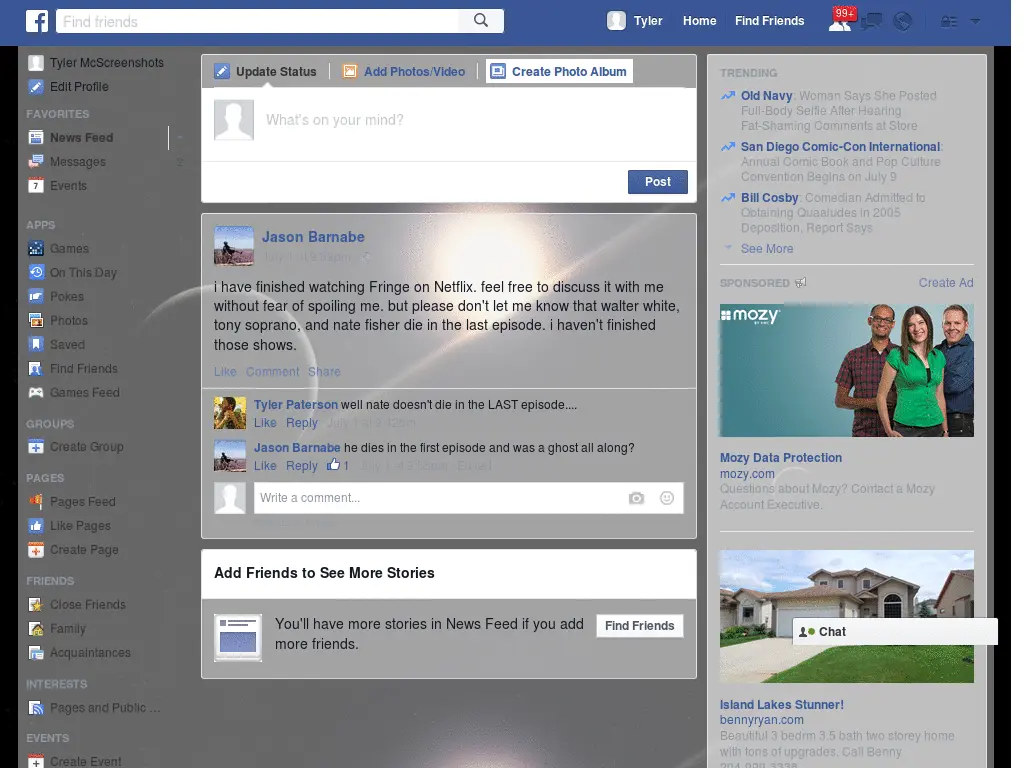 Find friends
Tyler
Home
Find Friends
99+
Tyler McScreenshots
Edit Profile
FAVORITES
News Feed
Messages
Events
APPS
Games
On This Day
Pokes
Photos
Saved
Find Friends
Games Feed
GROUPS
Create Group
PAGES
Pages Feed
Like Pages
Create Page
FRIENDS
Close Friends
Family
Acquaintances
INTERESTS
Pages and Public ...
EVENTS
Create Event
Update Status
Add Photos/Video
Create Photo Album
What's on your mind?
Post
Jason Barnabe
i have finished watching Fringe on Netflix. feel free to discuss it with me
without fear of spoiling me. but please don't let me know that walter white,
tony soprano, and nate fisher die in the last episode. i haven't finished
those shows.
Like Comment Share
Tyler Paterson well nate doesn't die in the LAST episode....
Like Reply
Jason Barnabe he dies in the first episode and was a ghost all along?
Like Reply 1
Write a comment...
Add Friends to See More Stories
You'll have more stories in News Feed if you add
more friends.
Find Friends
TRENDING
Old Navy: Woman Says She Posted
Full-Body Selfie After Hearing
Fat-Shaming Comments at Store
San Diego Comic-Con International:
Annual Comic Book and Pop Culture
Convention Begins on July 9
Bill Cosby: Comedian Admitted to
Obtaining Quaaludes in 2005
Deposition, Report Says
See More
SPONSORED
Create Ad
mozy
Mozy Data Protection
mozy.com
Questions about Mozy? Contact a Mozy
Account Executive.
Chat
Island Lakes Stunner!
bennyryan.com
Beautiful 3 bedrm 3.5 bath two storey home
with tons of upgrades. Call Benny